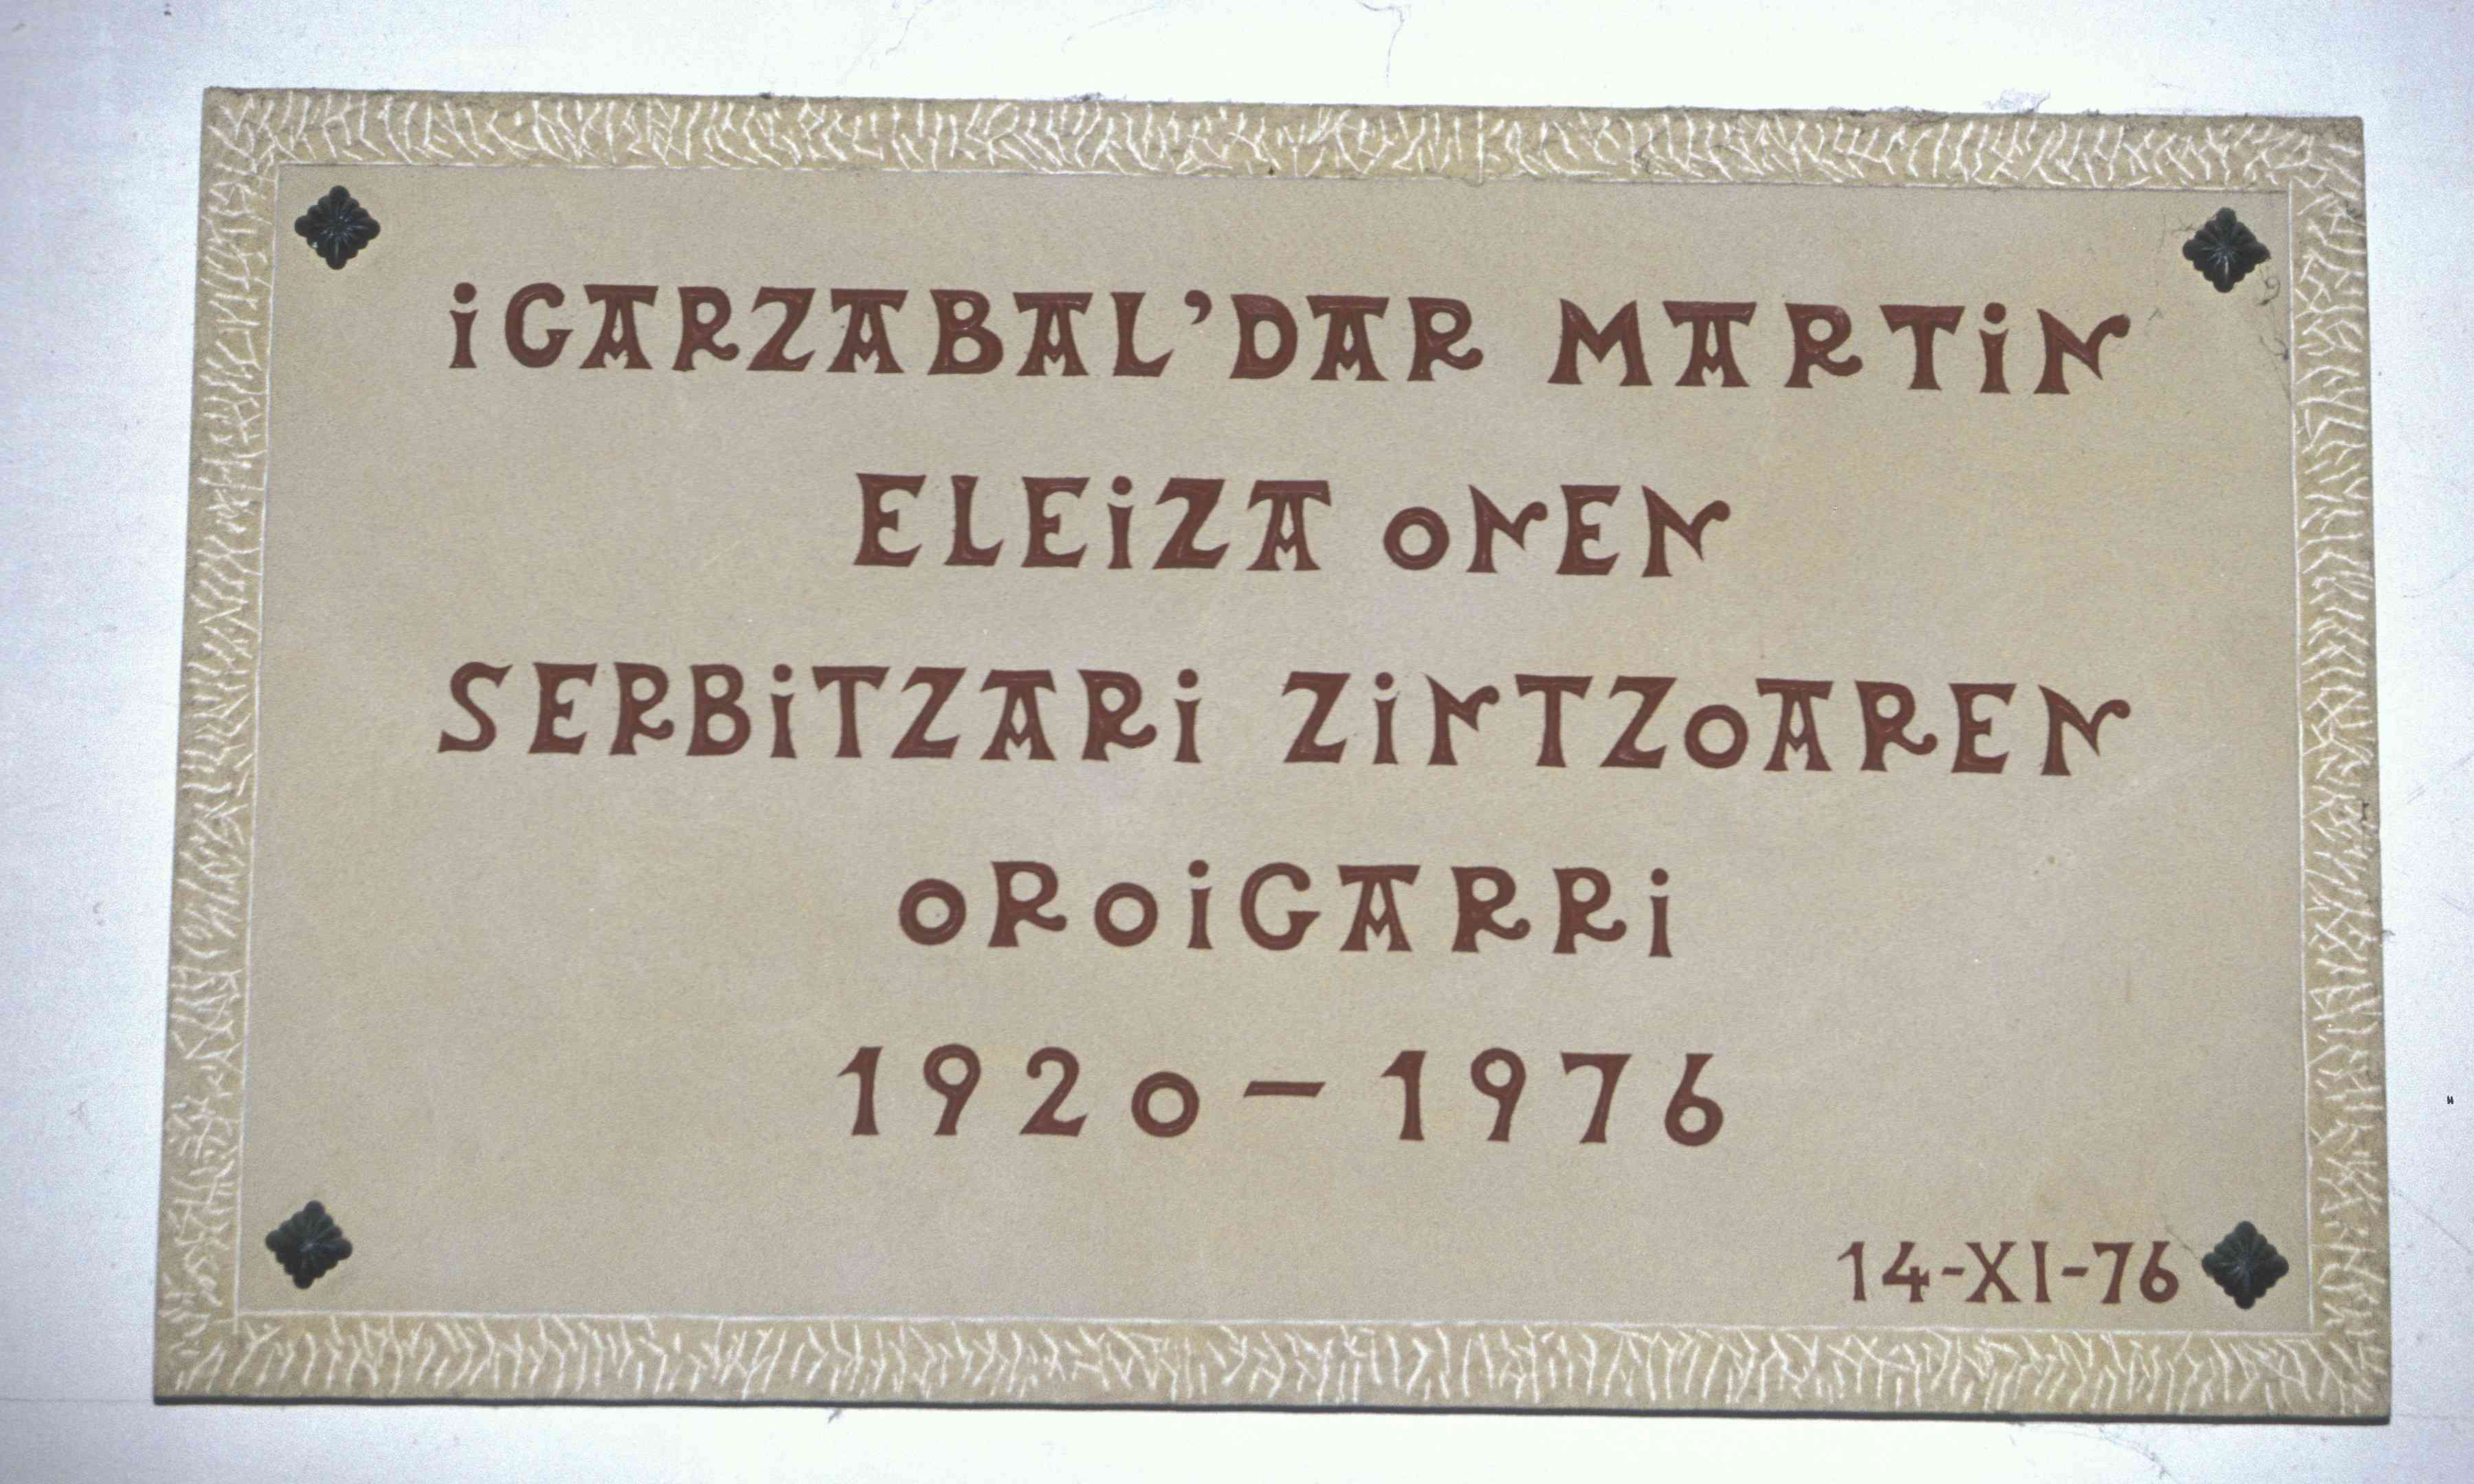 iGARZABAL'DAR MARTiN
ELEiZA oNEN
SERBiTZARi ZiNTZoAREN
oRoiGARRi
1920-1976
14-XI-76